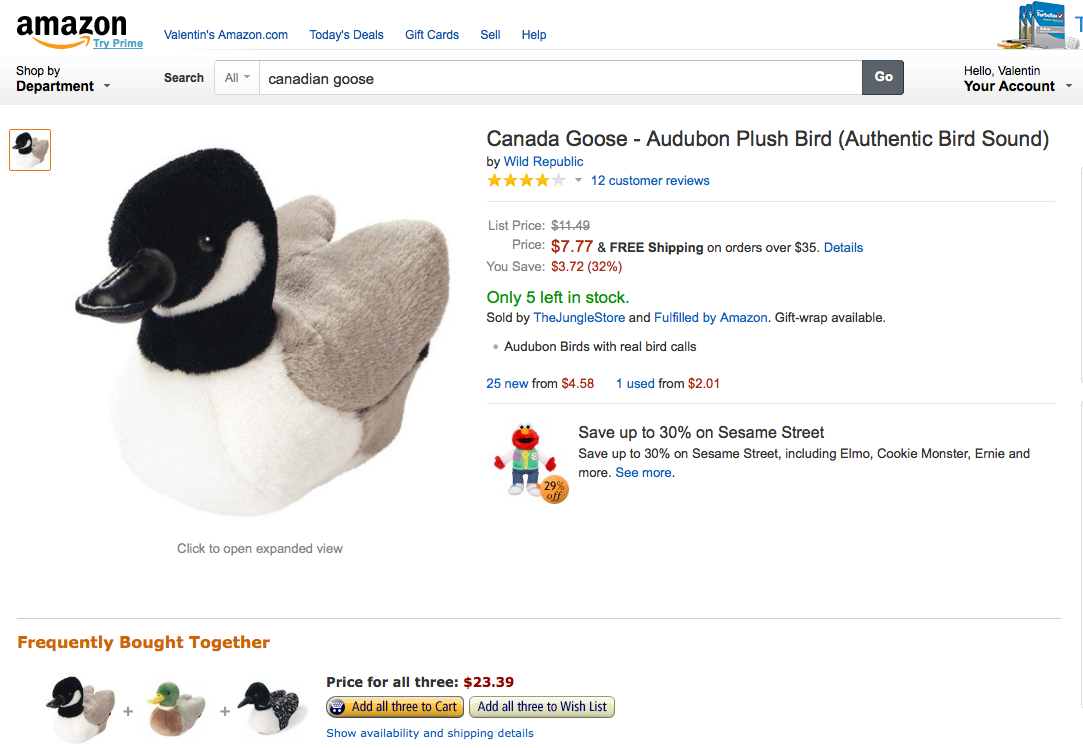 amazon
Try Prime
Valentin's Amazon.com Today's Deals Gift Cards Sell Help
TurboTax
Shop by
Department
Search All canadian goose Go
Hello, Valentin
Your Account
Canada Goose - Audubon Plush Bird (Authentic Bird Sound)
by Wild Republic
12 customer reviews
List Price: $11.49
Price: $7.77 & FREE Shipping on orders over $35. Details
You Save: $3.72 (32%)
Only 5 left in stock.
Sold by TheJungleStore and Fulfilled by Amazon. Gift-wrap available.
Audubon Birds with real bird calls
25 new from $4.58 1 used from $2.01
Save up to 30% on Sesame Street
Save up to 30% on Sesame Street, including Elmo, Cookie Monster, Ernie and
more. See more.
29%
off
Click to open expanded view
Frequently Bought Together
Price for all three: $23.39
+ +
Add all three to Cart Add all three to Wish List
Show availability and shipping details